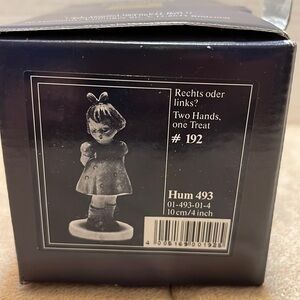 Rechts oder
links?
Two Hands,
one Treat
# 192
Hum 493
01-493-01-4
10 cm/4 inch